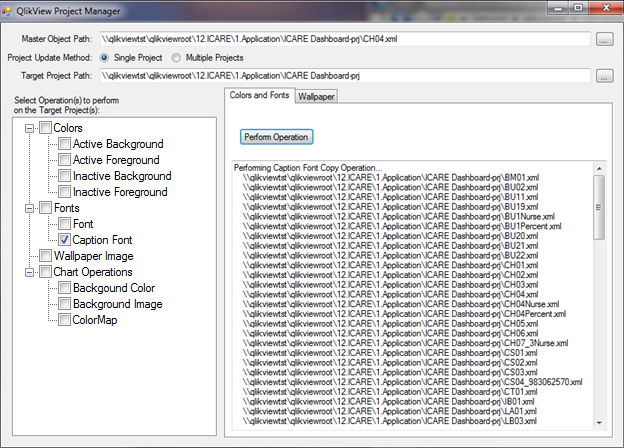 QlikView Project Manager
Master Object Path: \\qlikviewtst\qlikviewroot\12.ICARE\1.Application\ICARE Dashboard-prj\CH04.xml ...
Project Update Method: Single Project Multiple Projects
Target Project Path: \\qlikviewtst\qlikviewroot\12.ICARE\1.Application\ICARE Dashboard-prj ...
Select Operation(s) to perform
on the Target Project(s):
Colors
Active Background
Active Foreground
Inactive Background
Inactive Foreground
Fonts
Font
Caption Font
Wallpaper Image
Chart Operations
Backgound Color
Background Image
ColorMap
Colors and Fonts Wallpaper
Perform Operation
Performing Caption Font Copy Operation...
\\qlikviewtst\qlikviewroot\12.ICARE\1.Application\ICARE Dashboard-prj\BM01.xml
\\qlikviewtst\qlikviewroot\12.ICARE\1.Application\ICARE Dashboard-prj\BU02.xml
\\qlikviewtst\qlikviewroot\12.ICARE\1.Application\ICARE Dashboard-prj\BU11.xml
\\qlikviewtst\qlikviewroot\12.ICARE\1.Application\ICARE Dashboard-prj\BU19.xml
\\qlikviewtst\qlikviewroot\12.ICARE\1.Application\ICARE Dashboard-prj\BU1Nurse.xml
\\qlikviewtst\qlikviewroot\12.ICARE\1.Application\ICARE Dashboard-prj\BU1Percent.xml
\\qlikviewtst\qlikviewroot\12.ICARE\1.Application\ICARE Dashboard-prj\BU20.xml
\\qlikviewtst\qlikviewroot\12.ICARE\1.Application\ICARE Dashboard-prj\BU21.xml
\\qlikviewtst\qlikviewroot\12.ICARE\1.Application\ICARE Dashboard-prj\BU22.xml
\\qlikviewtst\qlikviewroot\12.ICARE\1.Application\ICARE Dashboard-prj\CH01.xml
\\qlikviewtst\qlikviewroot\12.ICARE\1.Application\ICARE Dashboard-prj\CH02.xml
\\qlikviewtst\qlikviewroot\12.ICARE\1.Application\ICARE Dashboard-prj\CH03.xml
\\qlikviewtst\qlikviewroot\12.ICARE\1.Application\ICARE Dashboard-prj\CH04.xml
\\qlikviewtst\qlikviewroot\12.ICARE\1.Application\ICARE Dashboard-prj\CH04Nurse.xml
\\qlikviewtst\qlikviewroot\12.ICARE\1.Application\ICARE Dashboard-prj\CH04Percent.xml
\\qlikviewtst\qlikviewroot\12.ICARE\1.Application\ICARE Dashboard-prj\CH05.xml
\\qlikviewtst\qlikviewroot\12.ICARE\1.Application\ICARE Dashboard-prj\CH06.xml
\\qlikviewtst\qlikviewroot\12.ICARE\1.Application\ICARE Dashboard-prj\CH07_3Nurse.xml
\\qlikviewtst\qlikviewroot\12.ICARE\1.Application\ICARE Dashboard-prj\CS01.xml
\\qlikviewtst\qlikviewroot\12.ICARE\1.Application\ICARE Dashboard-prj\CS02.xml
\\qlikviewtst\qlikviewroot\12.ICARE\1.Application\ICARE Dashboard-prj\CS03.xml
\\qlikviewtst\qlikviewroot\12.ICARE\1.Application\ICARE Dashboard-prj\CS04_983062570.xml
\\qlikviewtst\qlikviewroot\12.ICARE\1.Application\ICARE Dashboard-prj\CT01.xml
\\qlikviewtst\qlikviewroot\12.ICARE\1.Application\ICARE Dashboard-prj\IB01.xml
\\qlikviewtst\qlikviewroot\12.ICARE\1.Application\ICARE Dashboard-prj\LA01.xml
\\qlikviewtst\qlikviewroot\12.ICARE\1.Application\ICARE Dashboard-prj\LB03.xml